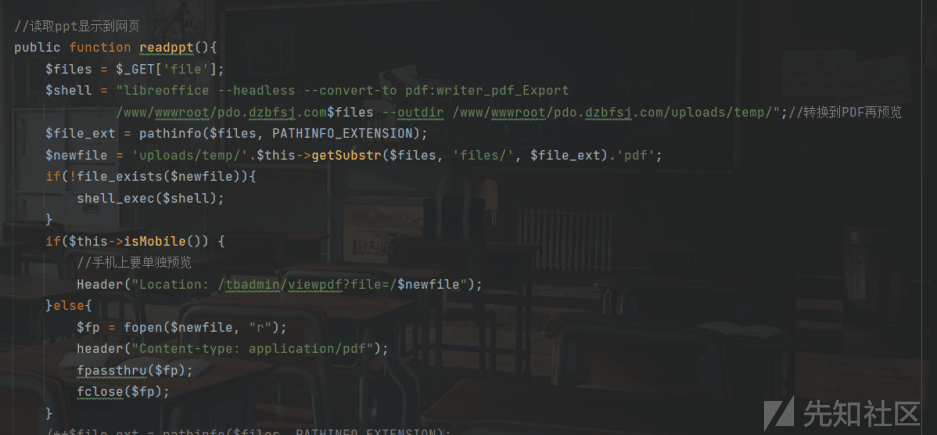 //读取ppt显示到网页
public function readppt(){
$files = $_GET['file'];
$shell = "libreoffice --headless --convert-to pdf:writer_pdf_Export
/www/wwwroot/pdo.dzbfsj.com$files --outdir /www/wwwroot/pdo.dzbfsj.com/uploads/temp/";//转换到PDF再预览
$file_ext = pathinfo($files, PATHINFO_EXTENSION);
$newfile = 'uploads/temp/'.$this->getSubstr($files, 'files/', $file_ext).'pdf';
if(!file_exists($newfile)){
shell_exec($shell);
}
if($this->isMobile()) {
//手机上要单独预览
Header("Location: /tbadmin/viewpdf?file=/$newfile");
}else{
$fp = fopen($newfile, "r");
header("Content-type: application/pdf");
fpassthru($fp);
fclose($fp);
}
/**$file_ext = pathinfo($files, PATHINFO_EXTENSION);
先知社区